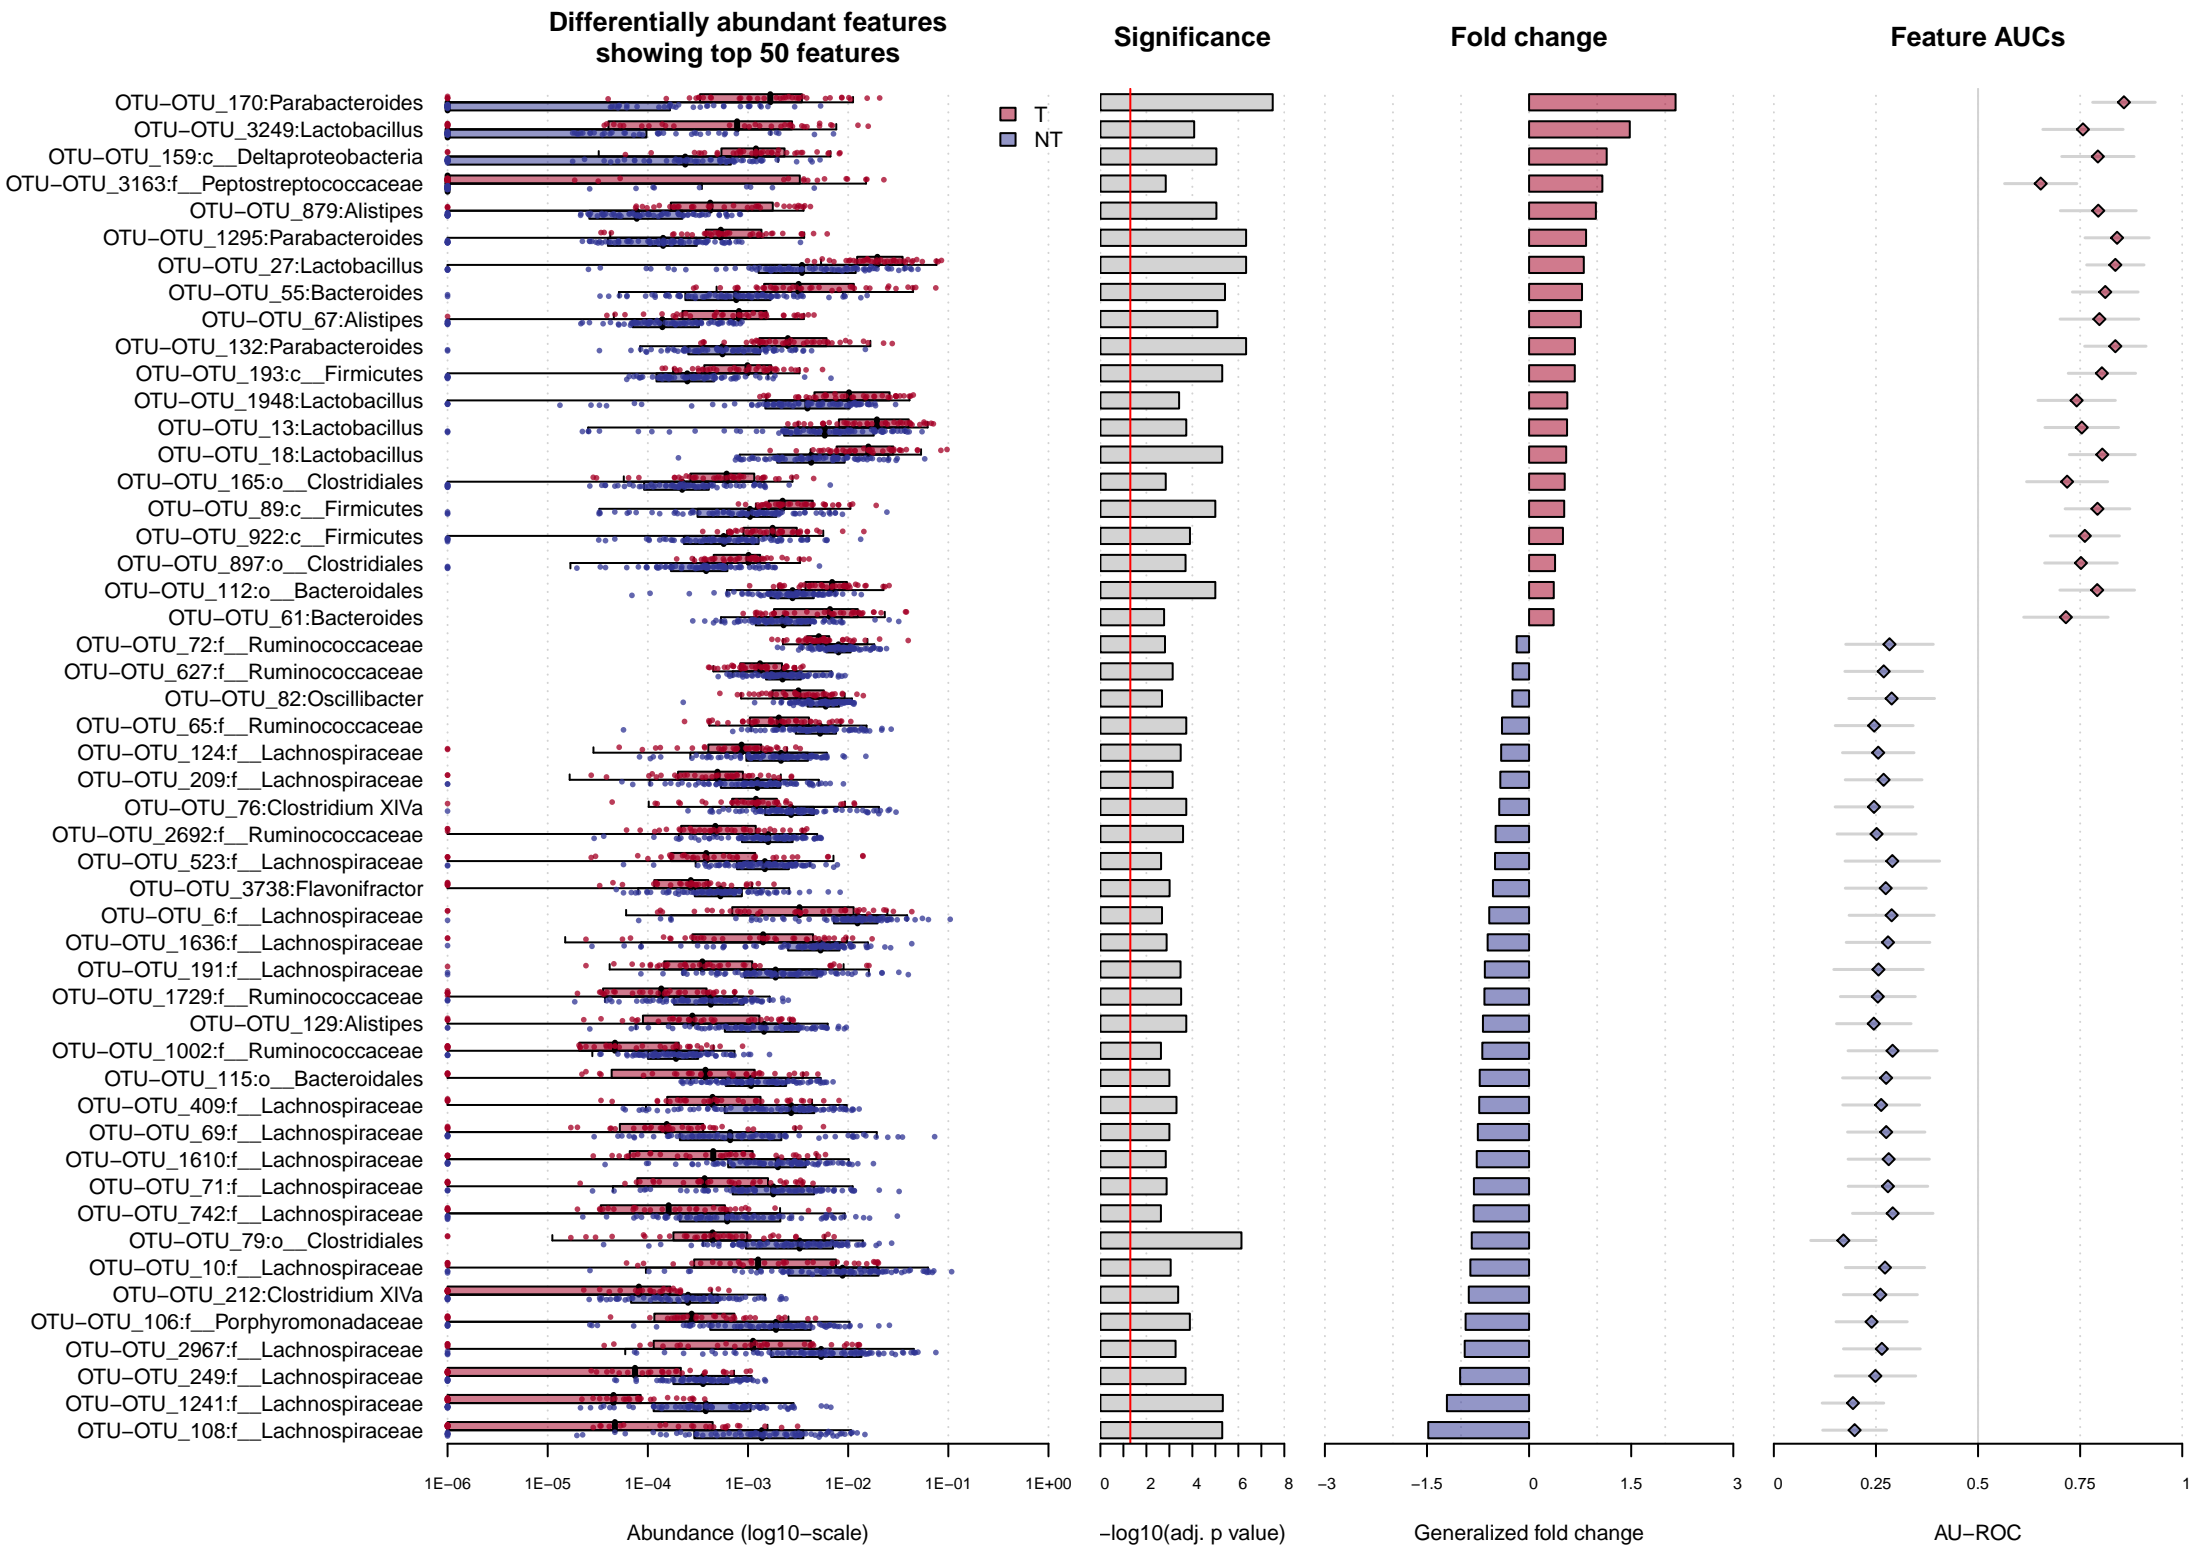 Differentially abundant features
showing top 50 features
Significance
Fold change
Feature AUCs
T
NT
OTU−OTU_170:Parabacteroides
OTU−OTU_3249:Lactobacillus
OTU−OTU_159:c__Deltaproteobacteria
OTU−OTU_3163:f__Peptostreptococcaceae
OTU−OTU_879:Alistipes
OTU−OTU_1295:Parabacteroides
OTU−OTU_27:Lactobacillus
OTU−OTU_55:Bacteroides
OTU−OTU_67:Alistipes
OTU−OTU_132:Parabacteroides
OTU−OTU_193:c__Firmicutes
OTU−OTU_1948:Lactobacillus
OTU−OTU_13:Lactobacillus
OTU−OTU_18:Lactobacillus
OTU−OTU_165:o__Clostridiales
OTU−OTU_89:c__Firmicutes
OTU−OTU_922:c__Firmicutes
OTU−OTU_897:o__Clostridiales
OTU−OTU_112:o__Bacteroidales
OTU−OTU_61:Bacteroides
OTU−OTU_72:f__Ruminococcaceae
OTU−OTU_627:f__Ruminococcaceae
OTU−OTU_82:Oscillibacter
OTU−OTU_65:f__Ruminococcaceae
OTU−OTU_124:f__Lachnospiraceae
OTU−OTU_209:f__Lachnospiraceae
OTU−OTU_76:Clostridium XIVa
OTU−OTU_2692:f__Ruminococcaceae
OTU−OTU_523:f__Lachnospiraceae
OTU−OTU_3738:Flavonifractor
OTU−OTU_6:f__Lachnospiraceae
OTU−OTU_1636:f__Lachnospiraceae
OTU−OTU_191:f__Lachnospiraceae
OTU−OTU_1729:f__Ruminococcaceae
OTU−OTU_129:Alistipes
OTU−OTU_1002:f__Ruminococcaceae
OTU−OTU_115:o__Bacteroidales
OTU−OTU_409:f__Lachnospiraceae
OTU−OTU_69:f__Lachnospiraceae
OTU−OTU_1610:f__Lachnospiraceae
OTU−OTU_71:f__Lachnospiraceae
OTU−OTU_742:f__Lachnospiraceae
OTU−OTU_79:o__Clostridiales
OTU−OTU_10:f__Lachnospiraceae
OTU−OTU_212:Clostridium XIVa
OTU−OTU_106:f__Porphyromonadaceae
OTU−OTU_2967:f__Lachnospiraceae
OTU−OTU_249:f__Lachnospiraceae
OTU−OTU_1241:f__Lachnospiraceae
OTU−OTU_108:f__Lachnospiraceae
1E−06 1E−05 1E−04 1E−03 1E−02 1E−01 1E+00
0 2 4 6 8
−3 −1.5 0 1.5 3
0 0.25 0.5 0.75 1
Abundance (log10−scale)
−log10(adj. p value)
Generalized fold change
AU−ROC